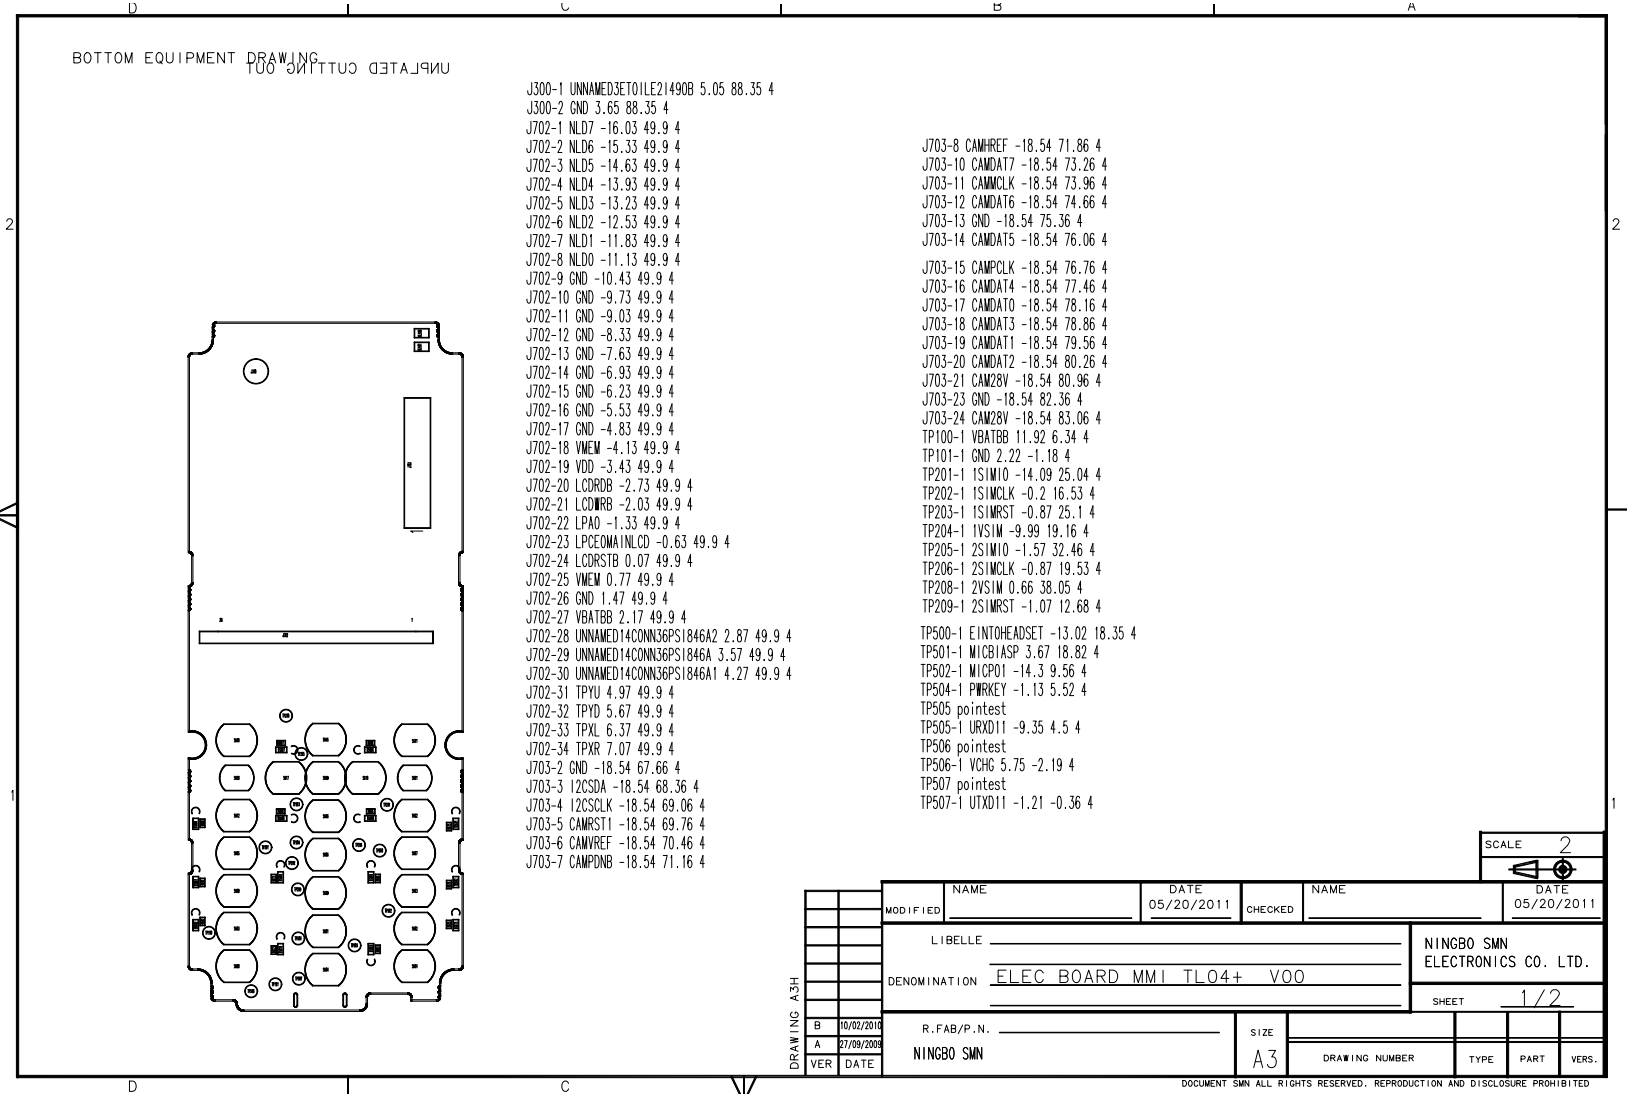 D
C
B
A
BOTTOM EQUIPMENT DRAWING
UNPLATED CUTTING OUT
J300-1 UNNAMED3ETOILE2I490B 5.05 88.35 4
J300-2 GND 3.65 88.35 4
J702-1 NLD7 -16.03 49.9 4
J702-2 NLD6 -15.33 49.9 4
J702-3 NLD5 -14.63 49.9 4
J702-4 NLD4 -13.93 49.9 4
J702-5 NLD3 -13.23 49.9 4
J702-6 NLD2 -12.53 49.9 4
J702-7 NLD1 -11.83 49.9 4
J702-8 NLD0 -11.13 49.9 4
J702-9 GND -10.43 49.9 4
J702-10 GND -9.73 49.9 4
J702-11 GND -9.03 49.9 4
J702-12 GND -8.33 49.9 4
J702-13 GND -7.63 49.9 4
J702-14 GND -6.93 49.9 4
J702-15 GND -6.23 49.9 4
J702-16 GND -5.53 49.9 4
J702-17 GND -4.83 49.9 4
J702-18 VMEM -4.13 49.9 4
J702-19 VDD -3.43 49.9 4
J702-20 LCDRDB -2.73 49.9 4
J702-21 LCDWRB -2.03 49.9 4
J702-22 LPA0 -1.33 49.9 4
J702-23 LPCE0MAINLCD -0.63 49.9 4
J702-24 LCDRSTB 0.07 49.9 4
J702-25 VMEM 0.77 49.9 4
J702-26 GND 1.47 49.9 4
J702-27 VBATBB 2.17 49.9 4
J702-28 UNNAMED14CONN36PSI846A2 2.87 49.9 4
J702-29 UNNAMED14CONN36PSI846A 3.57 49.9 4
J702-30 UNNAMED14CONN36PSI846A1 4.27 49.9 4
J702-31 TPYU 4.97 49.9 4
J702-32 TPYD 5.67 49.9 4
J702-33 TPXL 6.37 49.9 4
J702-34 TPXR 7.07 49.9 4
J703-2 GND -18.54 67.66 4
J703-3 I2CSDA -18.54 68.36 4
J703-4 I2CSCLK -18.54 69.06 4
J703-5 CAMRST1 -18.54 69.76 4
J703-6 CAMVREF -18.54 70.46 4
J703-7 CAMPDNB -18.54 71.16 4
J703-8 CAMHREF -18.54 71.86 4
J703-10 CAMDAT7 -18.54 73.26 4
J703-11 CAMMCLK -18.54 73.96 4
J703-12 CAMDAT6 -18.54 74.66 4
J703-13 GND -18.54 75.36 4
J703-14 CAMDAT5 -18.54 76.06 4
J703-15 CAMPCLK -18.54 76.76 4
J703-16 CAMDAT4 -18.54 77.46 4
J703-17 CAMDAT0 -18.54 78.16 4
J703-18 CAMDAT3 -18.54 78.86 4
J703-19 CAMDAT1 -18.54 79.56 4
J703-20 CAMDAT2 -18.54 80.26 4
J703-21 CAM28V -18.54 80.96 4
J703-23 GND -18.54 82.36 4
J703-24 CAM28V -18.54 83.06 4
TP100-1 VBATBB 11.92 6.34 4
TP101-1 GND 2.22 -1.18 4
TP201-1 1SIMIO -14.09 25.04 4
TP202-1 1SIMCLK -0.2 16.53 4
TP203-1 1SIMRST -0.87 25.1 4
TP204-1 1VSIM -9.99 19.16 4
TP205-1 2SIMIO -1.57 32.46 4
TP206-1 2SIMCLK -0.87 19.53 4
TP208-1 2VSIM 0.66 38.05 4
TP209-1 2SIMRST -1.07 12.68 4
TP500-1 EINTOHEADSET -13.02 18.35 4
TP501-1 MICBIASP 3.67 18.82 4
TP502-1 MICP01 -14.3 9.56 4
TP504-1 PWRKEY -1.13 5.52 4
TP505 pointest
TP505-1 URXD11 -9.35 4.5 4
TP506 pointest
TP506-1 VCHG 5.75 -2.19 4
TP507 pointest
TP507-1 UTXD11 -1.21 -0.36 4
2
2
1
1
SCALE 2
MODIFIED NAME DATE 05/20/2011 CHECKED NAME DATE 05/20/2011
LIBELLE
DENOMINATION ELEC BOARD MMI TL04+ V00
NINGBO SMN
ELECTRONICS CO. LTD.
SHEET 1/2
DRAWING A3H
B 10/02/2010
A 27/09/2009
VER DATE
R.FAB/P.N.
NINGBO SMN
SIZE
A3
DRAWING NUMBER TYPE PART VERS.
D
C
DOCUMENT SMN ALL RIGHTS RESERVED. REPRODUCTION AND DISCLOSURE PROHIBITED